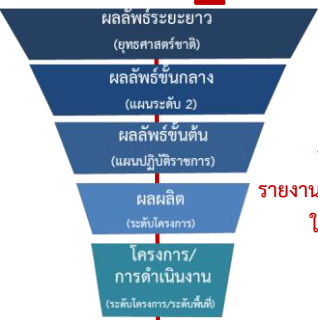 ผลลัพธ์ระยะยาว
(ยุทธศาสตร์ชาติ)
ผลลัพธ์ขั้นกลาง
(แผนระดับ 2)
ผลลัพธ์ขั้นต้น
(แผนปฏิบัติราชการ)
ผลผลิต
(ระดับโครงการ)
รายงาน
ใ
โครงการ/
การดำเนินงาน
(ระดับโครงการ/ระดับพื้นที่)